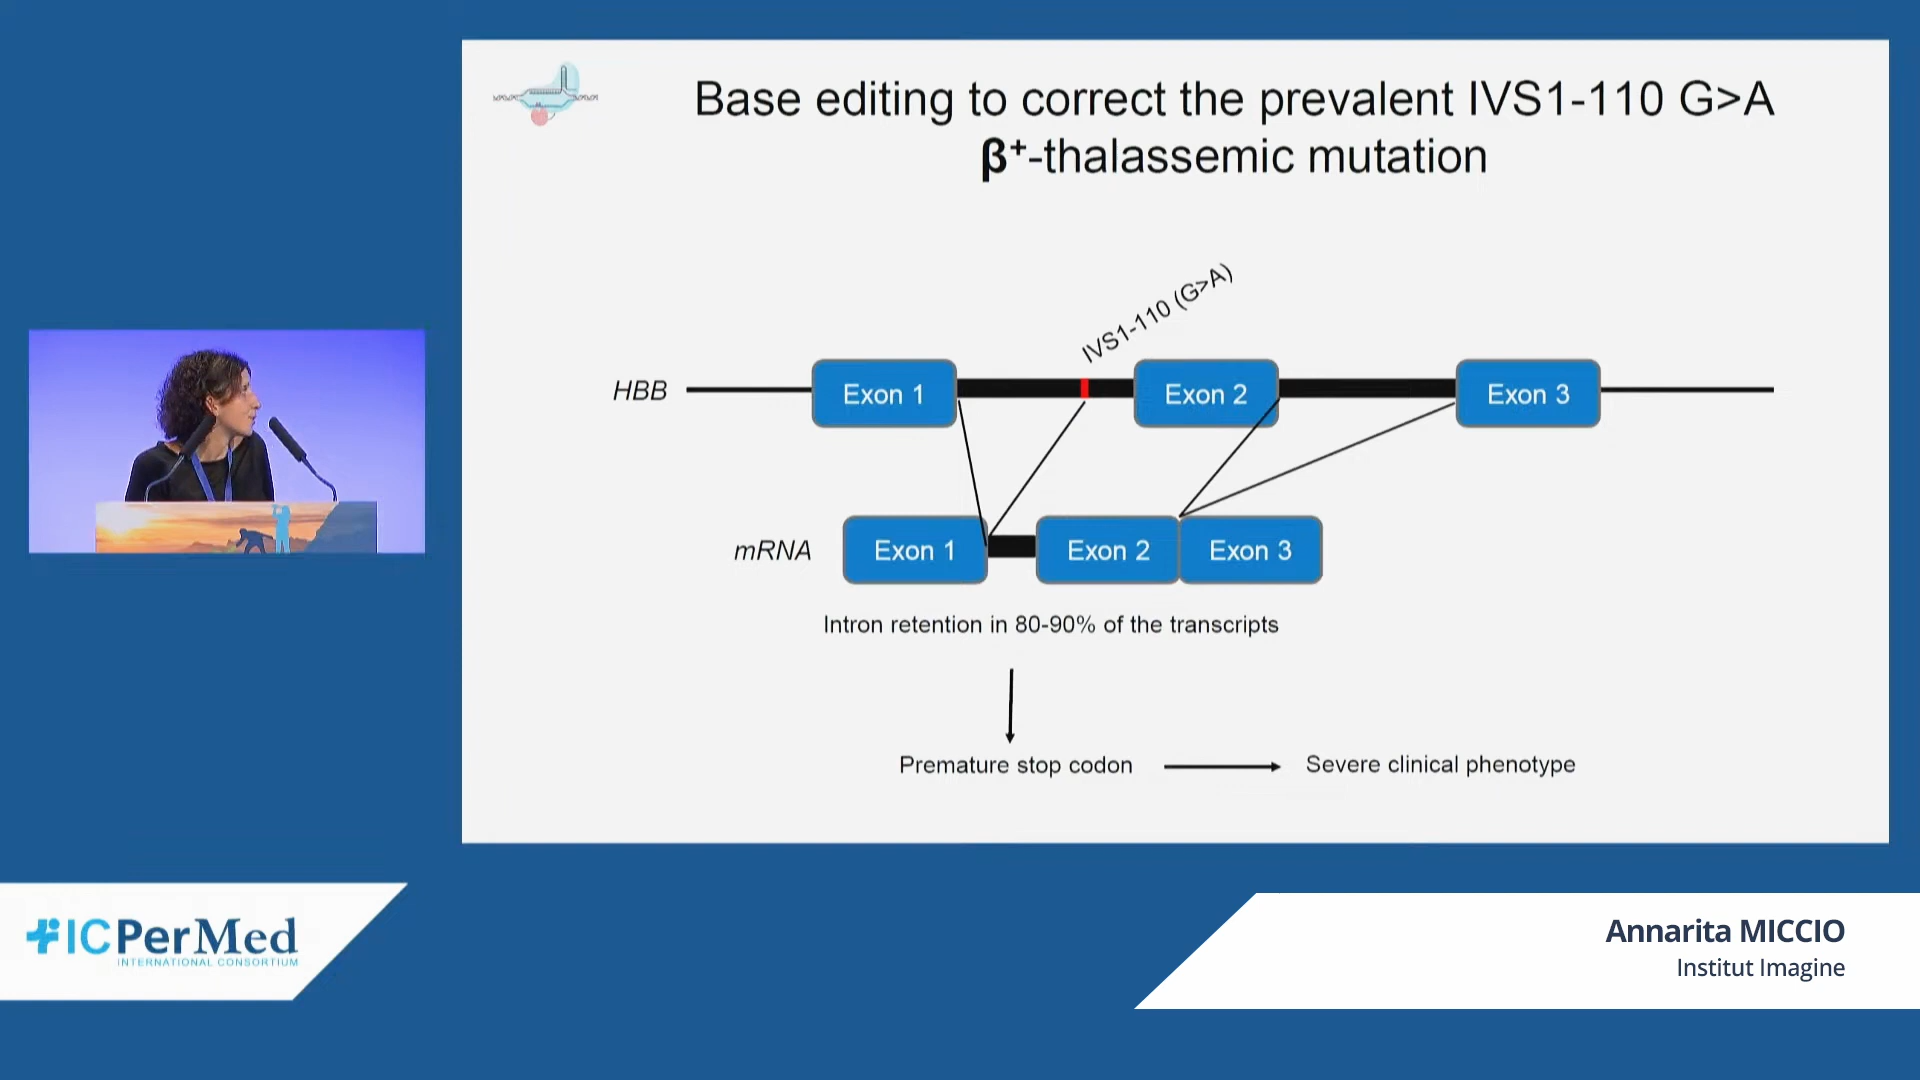 Base editing to correct the prevalent IVS1-110 G>A
β⁺-thalassemic mutation
IVS1-110 (G>A)
HBB
Exon 1
Exon 2
Exon 3
mRNA
Exon 1
Exon 2
Exon 3
Intron retention in 80-90% of the transcripts
Premature stop codon
Severe clinical phenotype
ICPerMed
INTERNATIONAL CONSORTIUM
Annarita MICCIO
Institut Imagine